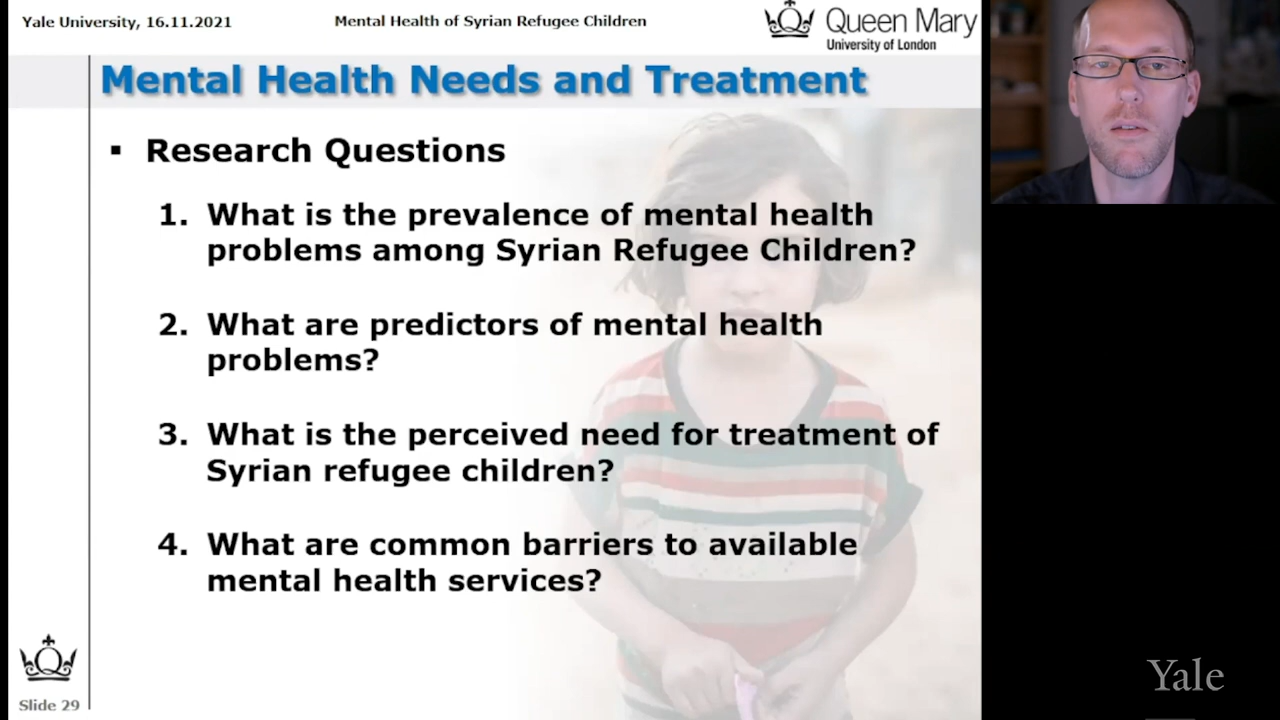 Yale University, 16.11.2021
Mental Health of Syrian Refugee Children
Queen Mary
University of London
Mental Health Needs and Treatment
▪ Research Questions
1. What is the prevalence of mental health
problems among Syrian Refugee Children?
2. What are predictors of mental health
problems?
3. What is the perceived need for treatment of
Syrian refugee children?
4. What are common barriers to available
mental health services?
Slide 29
Yale